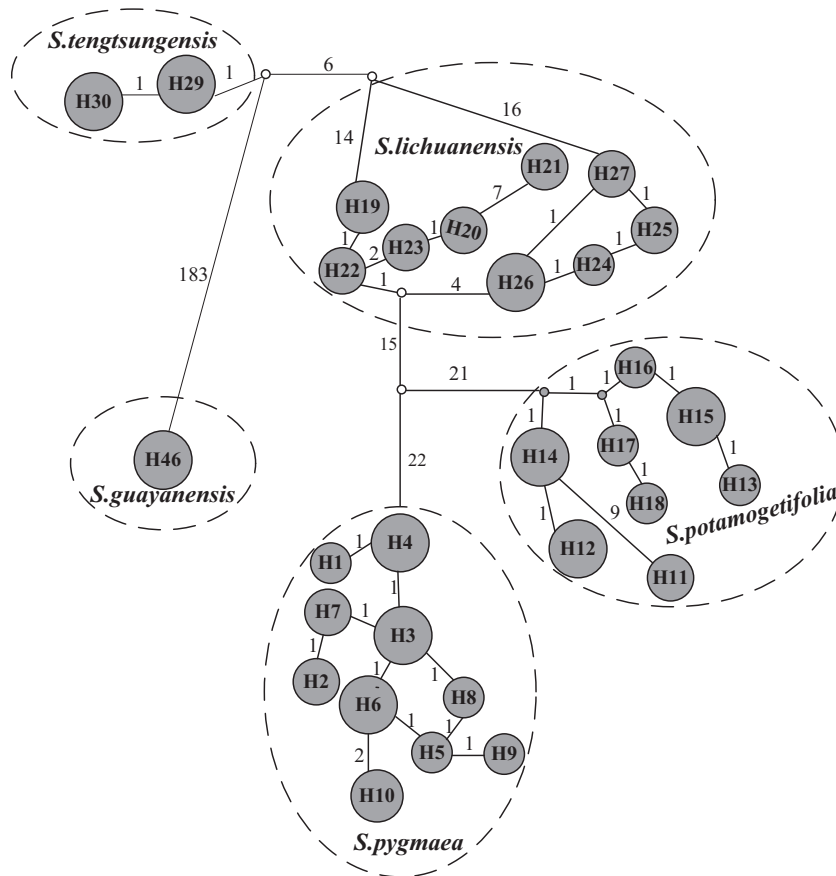 S.tengtsungensis
6
1
1
H29
H30
16
14
S.lichuanensis
H21
H27
7
1
H19
1
H20
1
H25
1
2
H23
1
H22
183
1
H24
H26
1
4
15
21
1
1
H16
1
1
H15
1
H14
H17
1
S.guayanensis
H46
22
1
H13
H18
9
1
S.potamogetifolia
H12
H11
H4
1
H1
1
H7
1
H3
1
H2
1
1
H8
H6
1
1
1
H5
H9
2
H10
S.pygmaea